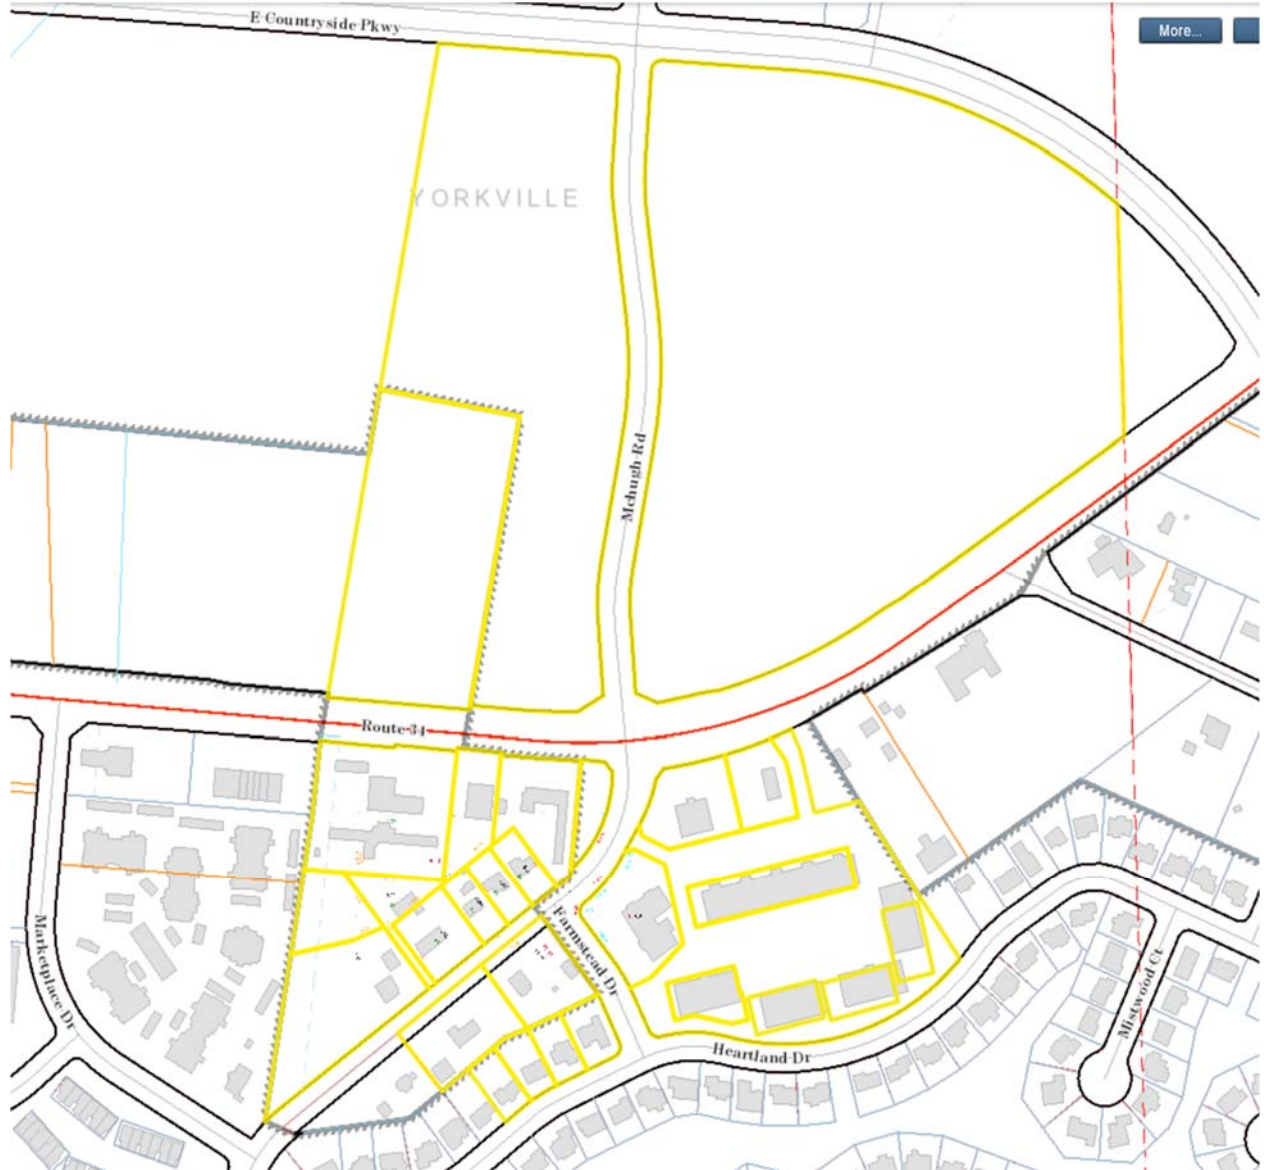 E Countryside Pkwy
More...
YORKVILLE
Mchugh Rd
Route 34
Farmstead Dr
Marketplace Dr
Mistwood Ct
Heartland Dr